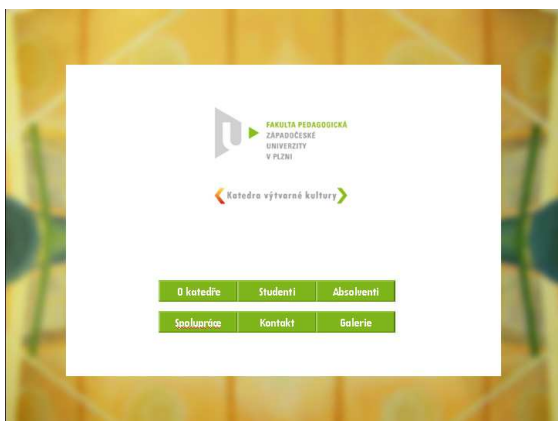 FAKULTA PEDAGOGICKÁ
ZÁPADOČESKÉ
UNIVERZITY
V PLZNI
Katedra výtvarné kultury
O katedře Studenti Absolventi
Spolupráce Kontakt Galerie